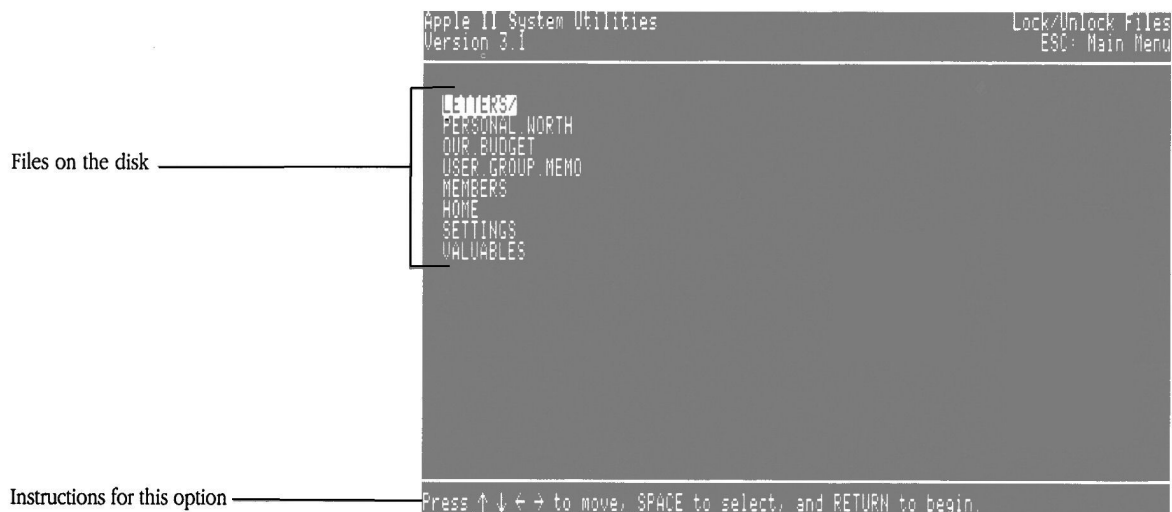 Apple II System Utilities
Lock/Unlock Files
Version 3.1
ESC: Main Menu
Files on the disk
LETTERS/
PERSONAL.WORTH
OUR.BUDGET
USER.GROUP.MEMO
MEMBERS
HOME
SETTINGS
VALUABLES
Instructions for this option
Press ↑ ↓ ← → to move, SPACE to select, and RETURN to begin.